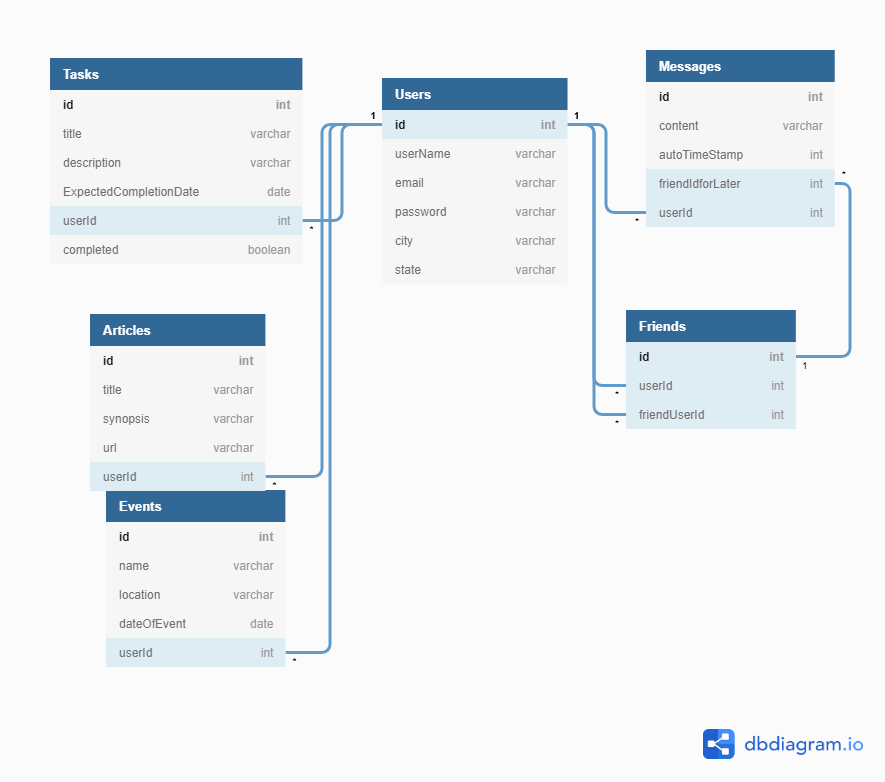 Tasks
id int
title varchar
description varchar
ExpectedCompletionDate date
userId int
*
completed boolean
Users
1
id int
1
userName varchar
email varchar
password varchar
city varchar
state varchar
Messages
id int
content varchar
autoTimeStamp int
friendIdforLater int
*
userId int
*
Articles
id int
title varchar
synopsis varchar
url varchar
userId int
*
Friends
id int
1
userId int
*
friendUserId int
*
Events
id int
name varchar
location varchar
dateOfEvent date
userId int
*
dbdiagram.io